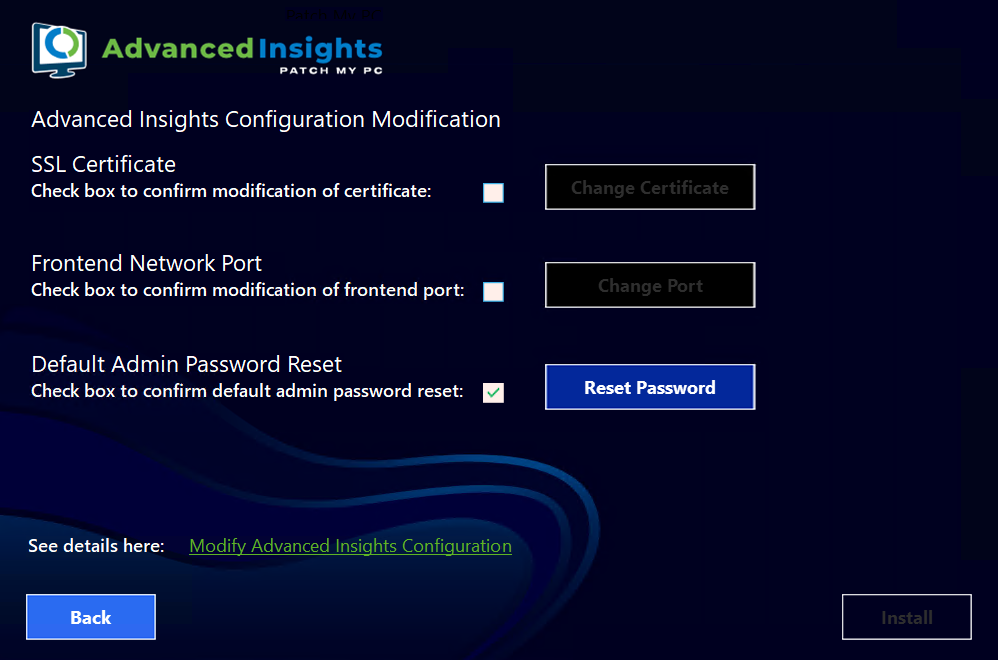 AdvancedInsights
PATCH MY PC
Advanced Insights Configuration Modification
SSL Certificate
Check box to confirm modification of certificate:
Change Certificate
Frontend Network Port
Check box to confirm modification of frontend port:
Change Port
Default Admin Password Reset
Check box to confirm default admin password reset:
Reset Password
See details here: Modify Advanced Insights Configuration
Back
Install